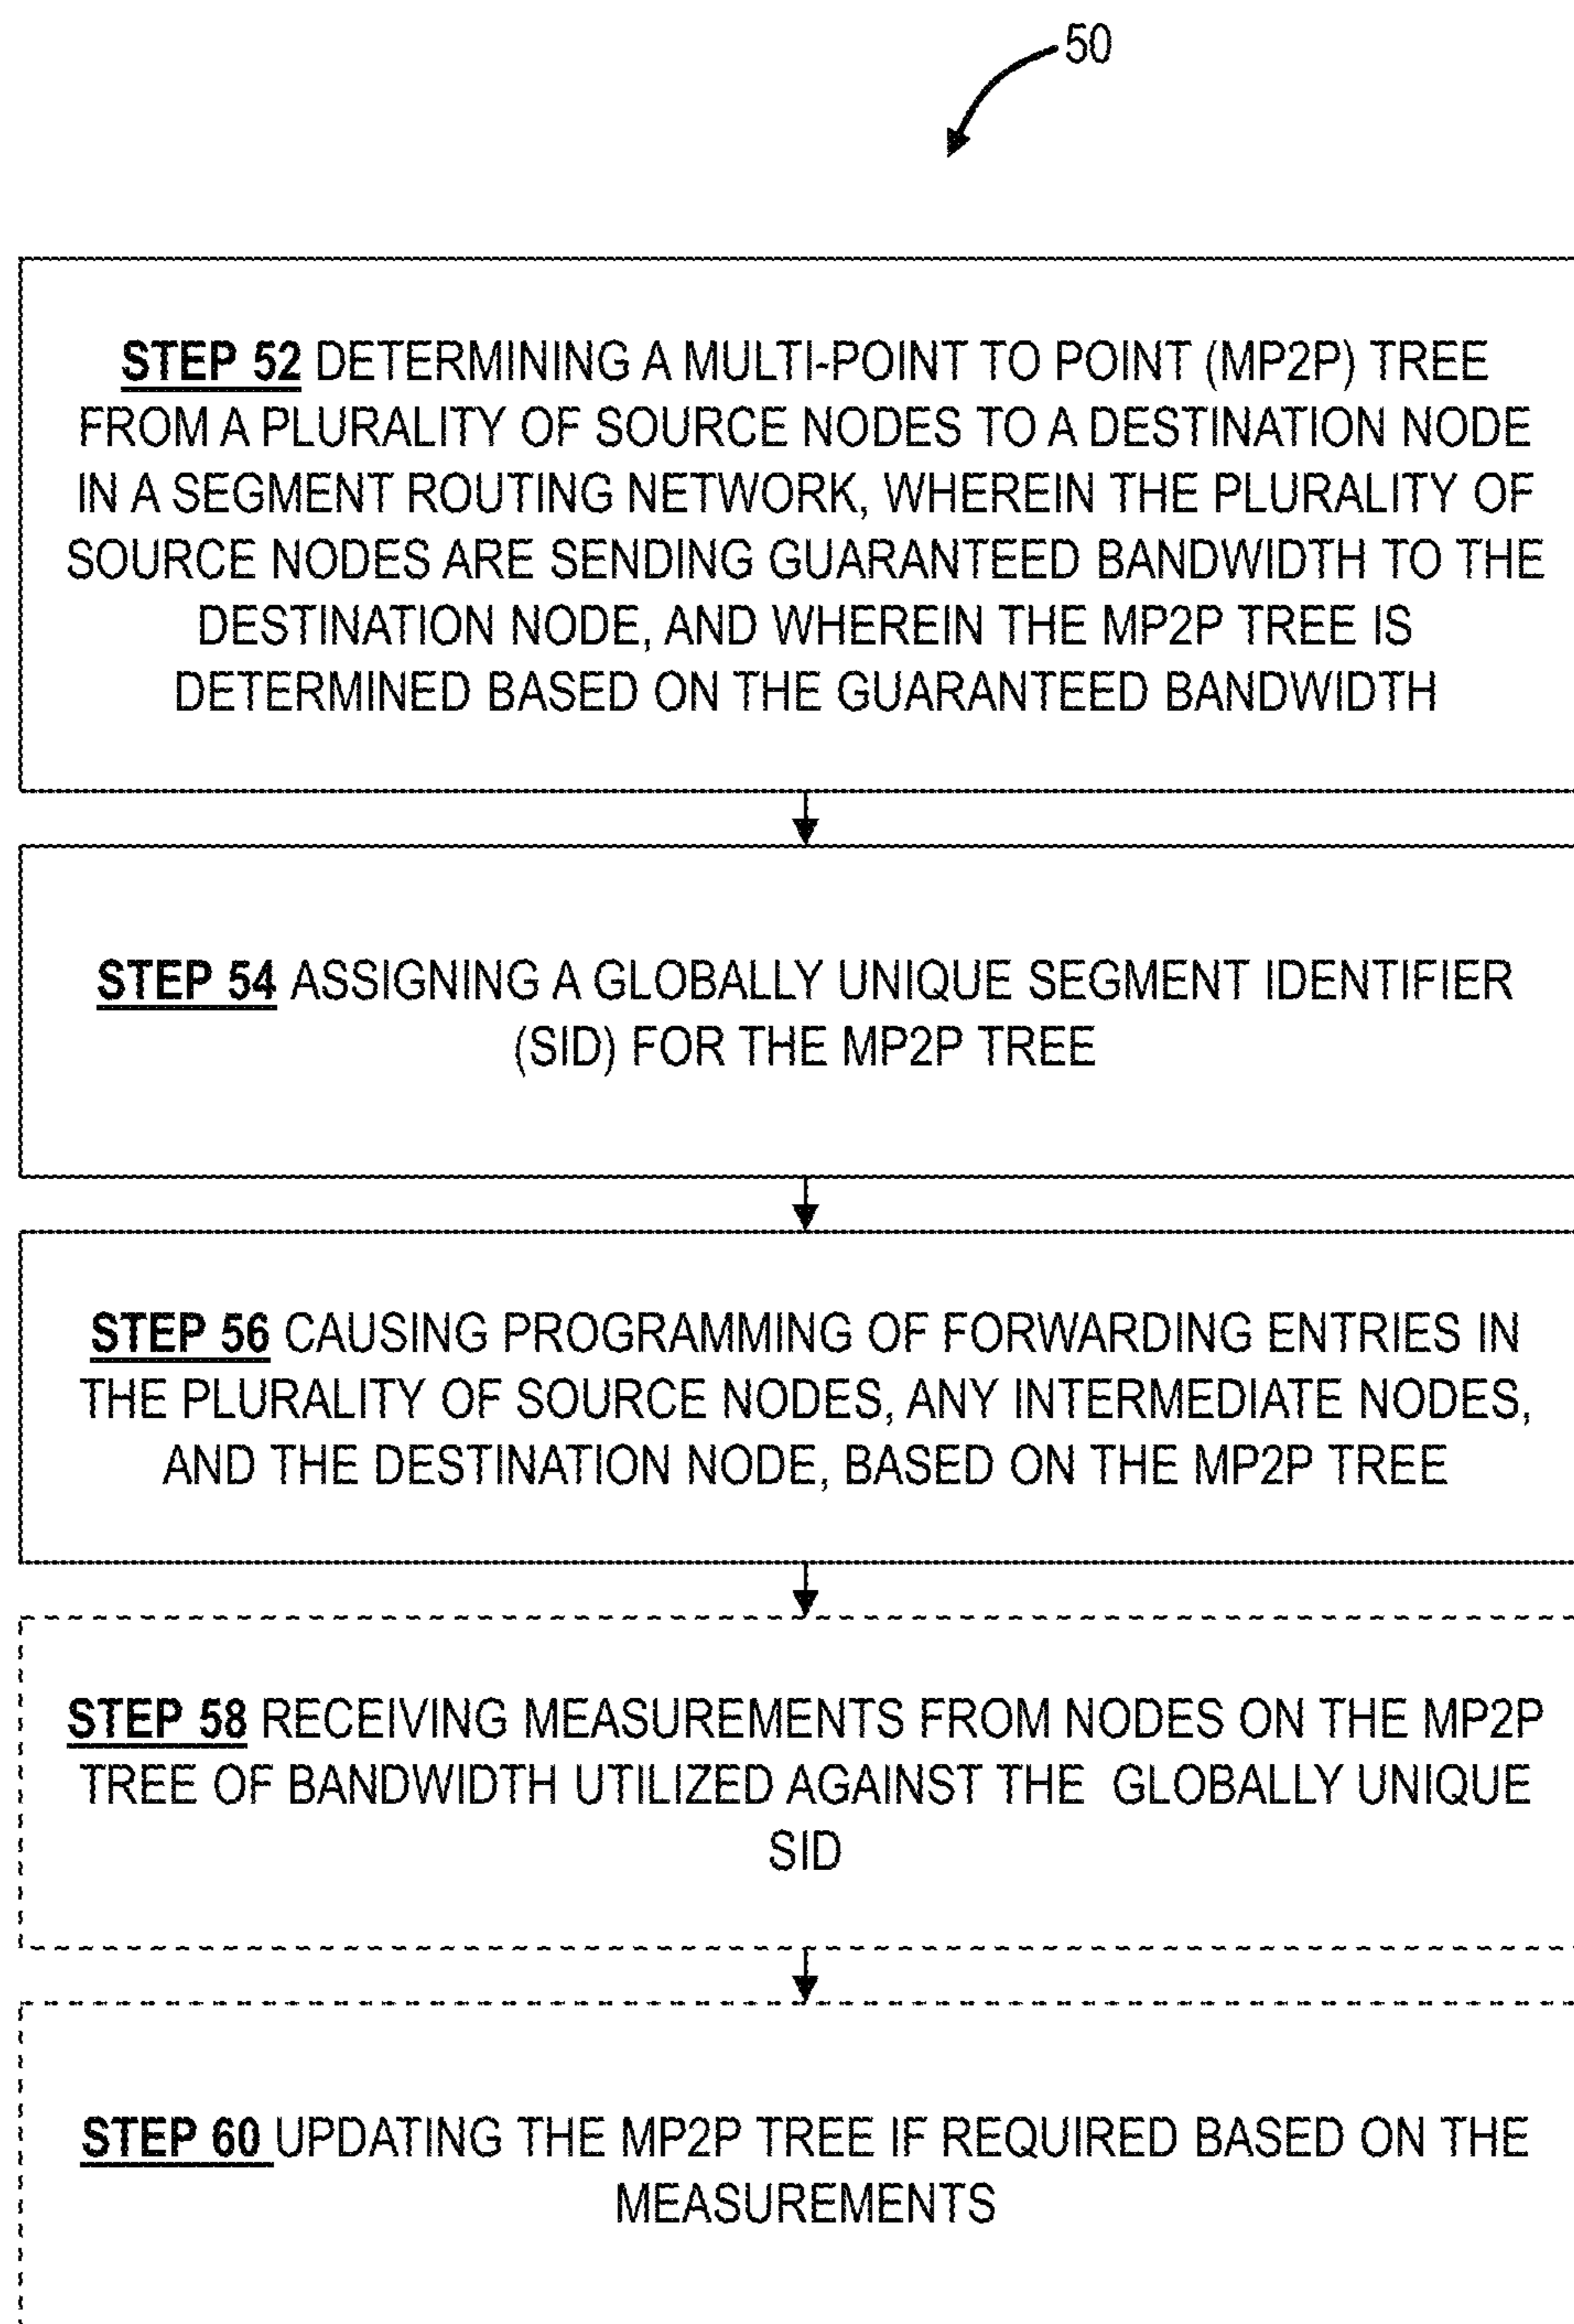 50
STEP 52 DETERMINING A MULTI-POINT TO POINT (MP2P) TREE
FROM A PLURALITY OF SOURCE NODES TO A DESTINATION NODE
IN A SEGMENT ROUTING NETWORK, WHEREIN THE PLURALITY OF
SOURCE NODES ARE SENDING GUARANTEED BANDWIDTH TO THE
DESTINATION NODE, AND WHEREIN THE MP2P TREE IS
DETERMINED BASED ON THE GUARANTEED BANDWIDTH
STEP 54 ASSIGNING A GLOBALLY UNIQUE SEGMENT IDENTIFIER
(SID) FOR THE MP2P TREE
STEP 56 CAUSING PROGRAMMING OF FORWARDING ENTRIES IN
THE PLURALITY OF SOURCE NODES, ANY INTERMEDIATE NODES,
AND THE DESTINATION NODE, BASED ON THE MP2P TREE
STEP 58 RECEIVING MEASUREMENTS FROM NODES ON THE MP2P
TREE OF BANDWIDTH UTILIZED AGAINST THE GLOBALLY UNIQUE
SID
STEP 60 UPDATING THE MP2P TREE IF REQUIRED BASED ON THE
MEASUREMENTS